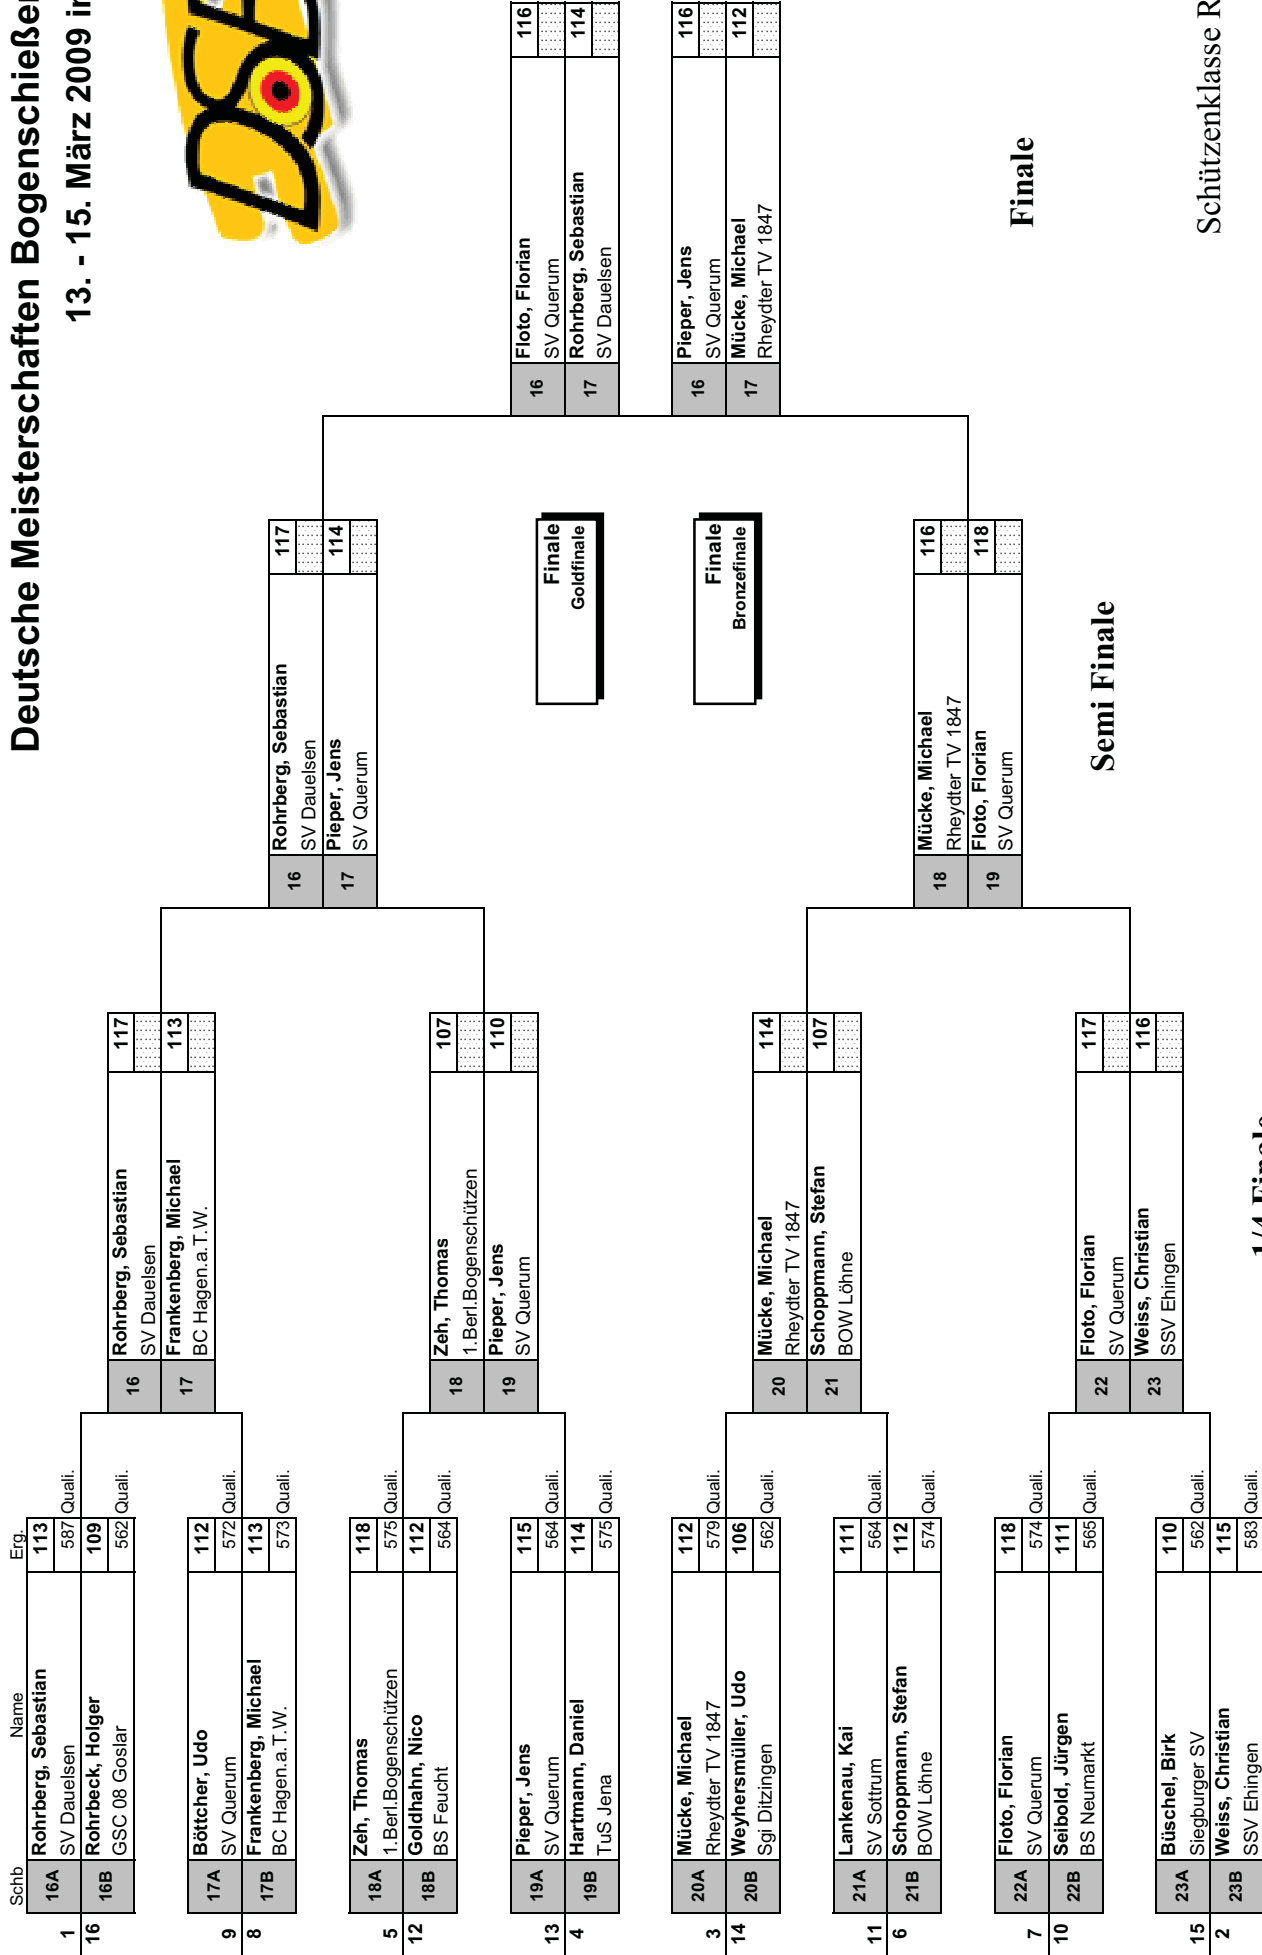 Deutsche Meisterschaften Bogenschießen
13. - 15. März 2009 in
DSB
Schb Name Erg.
1 16A Rohrberg, Sebastian 113
SV Dauelsen 587 Quali.
16 16B Rohrbeck, Holger 109
GSC 08 Goslar 562 Quali.
9 17A Böttcher, Udo 112
SV Querum 572 Quali.
8 17B Frankenberg, Michael 113
BC Hagen.a.T.W. 573 Quali.
5 18A Zeh, Thomas 118
1.Berl.Bogenschützen 575 Quali.
12 18B Goldhahn, Nico 112
BS Feucht 564 Quali.
13 19A Pieper, Jens 115
SV Querum 564 Quali.
4 19B Hartmann, Daniel 114
TuS Jena 575 Quali.
3 20A Mücke, Michael 112
Rheydter TV 1847 579 Quali.
14 20B Weyhersmüller, Udo 106
Sgi Ditzingen 562 Quali.
11 21A Lankenau, Kai 111
SV Sottrum 564 Quali.
6 21B Schoppmann, Stefan 112
BOW Löhne 574 Quali.
7 22A Floto, Florian 118
SV Querum 574 Quali.
10 22B Seibold, Jürgen 111
BS Neumarkt 565 Quali.
15 23A Büschel, Birk 110
Siegburger SV 562 Quali.
2 23B Weiss, Christian 115
SSV Ehingen 583 Quali.
16 Rohrberg, Sebastian 117
SV Dauelsen
17 Frankenberg, Michael 113
BC Hagen.a.T.W.
18 Zeh, Thomas 107
1.Berl.Bogenschützen
19 Pieper, Jens 110
SV Querum
20 Mücke, Michael 114
Rheydter TV 1847
21 Schoppmann, Stefan 107
BOW Löhne
22 Floto, Florian 117
SV Querum
23 Weiss, Christian 116
SSV Ehingen
1/4 Finale
16 Rohrberg, Sebastian 117
SV Dauelsen
17 Pieper, Jens 114
SV Querum
18 Mücke, Michael 116
Rheydter TV 1847
19 Floto, Florian 118
SV Querum
Semi Finale
Finale
Goldfinale
Finale
Bronzefinale
16 Floto, Florian 116
SV Querum
17 Rohrberg, Sebastian 114
SV Dauelsen
16 Pieper, Jens 116
SV Querum
17 Mücke, Michael 112
Rheydter TV 1847
Finale
Schützenklasse R